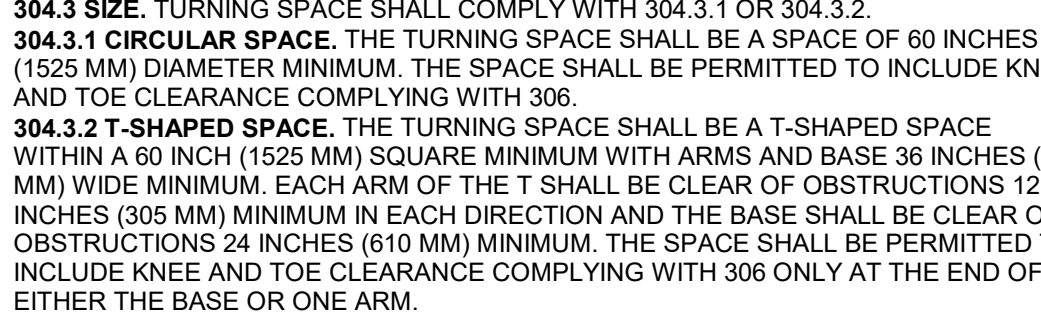 304.3 SIZE. TURNING SPACE SHALL COMPLY WITH 304.3.1 OR 304.3.2.
304.3.1 CIRCULAR SPACE. THE TURNING SPACE SHALL BE A SPACE OF 60 INCHES
(1525 MM) DIAMETER MINIMUM. THE SPACE SHALL BE PERMITTED TO INCLUDE KN
AND TOE CLEARANCE COMPLYING WITH 306.
304.3.2 T-SHAPED SPACE. THE TURNING SPACE SHALL BE A T-SHAPED SPACE
WITHIN A 60 INCH (1525 MM) SQUARE MINIMUM WITH ARMS AND BASE 36 INCHES (
MM) WIDE MINIMUM. EACH ARM OF THE T SHALL BE CLEAR OF OBSTRUCTIONS 12
INCHES (305 MM) MINIMUM IN EACH DIRECTION AND THE BASE SHALL BE CLEAR
OBSTRUCTIONS 24 INCHES (610 MM) MINIMUM. THE SPACE SHALL BE PERMITTED
INCLUDE KNEE AND TOE CLEARANCE COMPLYING WITH 306 ONLY AT THE END OF
EITHER THE BASE OR ONE ARM.